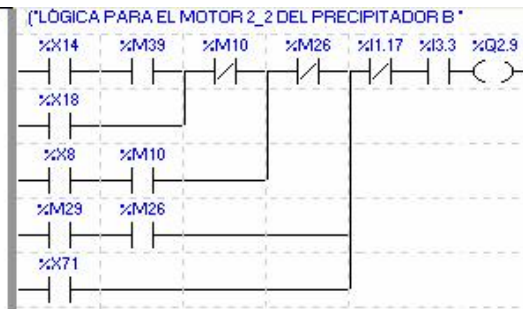 (*LÓGICA PARA EL MOTOR 2_2 DEL PRECIPITADOR B *
%X14 %M39 %M10 %M26 %I1.17 %I3.3 %Q2.9
%X18
%X8 %M10
%M29 %M26
%X71